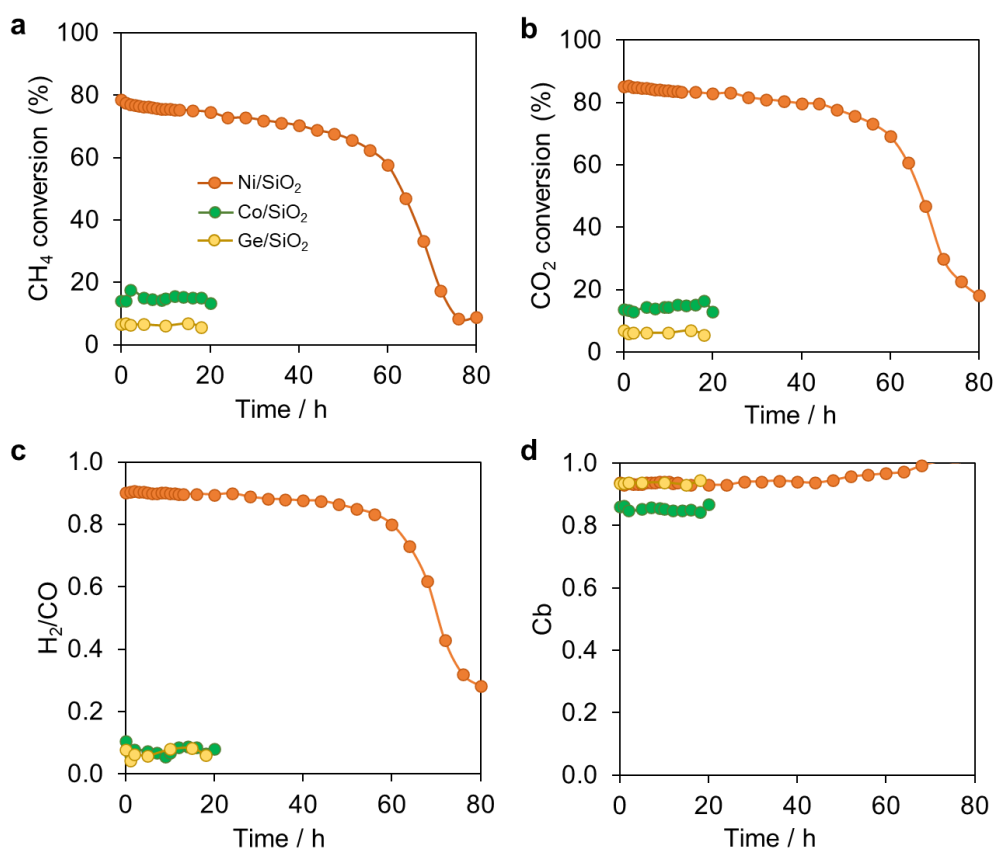 a
100
80
60
40
20
0
CH₄ conversion (%)
Ni/SiO₂
Co/SiO₂
Ge/SiO₂
0 20 40 60 80
Time / h
b
100
80
60
40
20
0
CO₂ conversion (%)
0 20 40 60 80
Time / h
c
1.0
0.8
0.6
0.4
0.2
0.0
H₂/CO
0 20 40 60 80
Time / h
d
1.0
0.8
0.6
0.4
0.2
0.0
Cb
0 20 40 60 80
Time / h